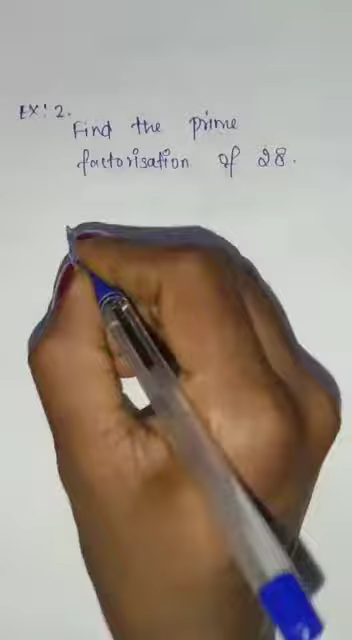 EX: 2.
Find the prime
factorisation of 28.